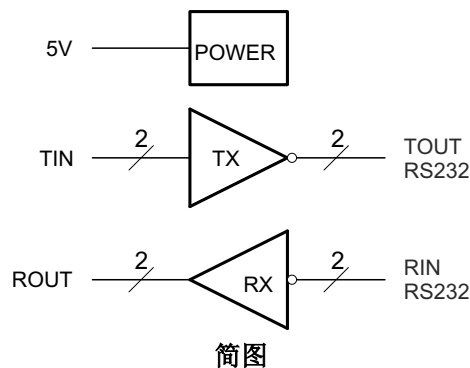 5V
POWER
TIN
2
TX
2
TOUT
RS232
ROUT
2
RX
2
RIN
RS232
简图